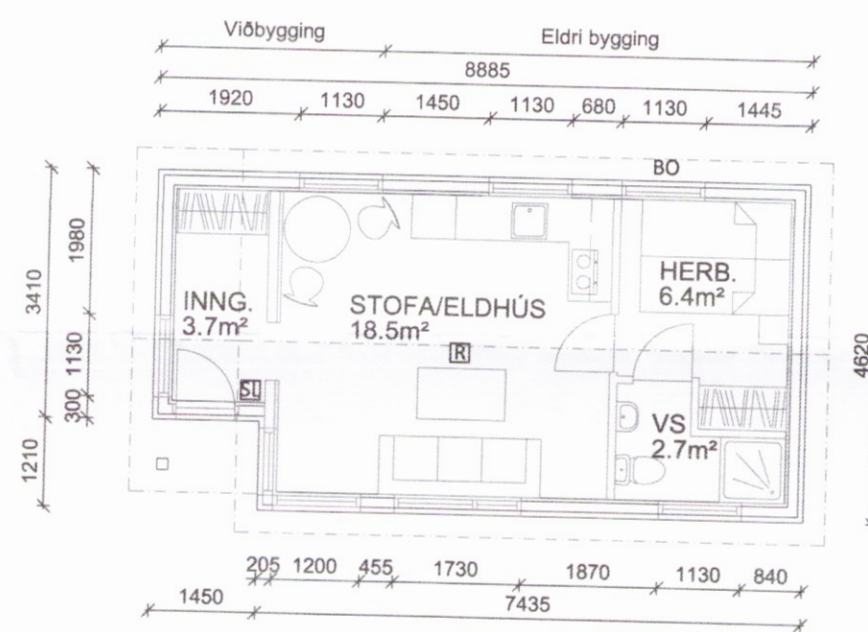 Viðbygging
Eldri bygging
8885
1920
1130
1450
1130
680
1130
1445
BO
3410
1980
1130
300
1210
INNG.
3.7m²
STOFA/ELDHÚS
18.5m²
R
HERB.
6.4m²
SL
VS
2.7m²
4620
205
1200
455
1730
1870
1130
840
1450
7435